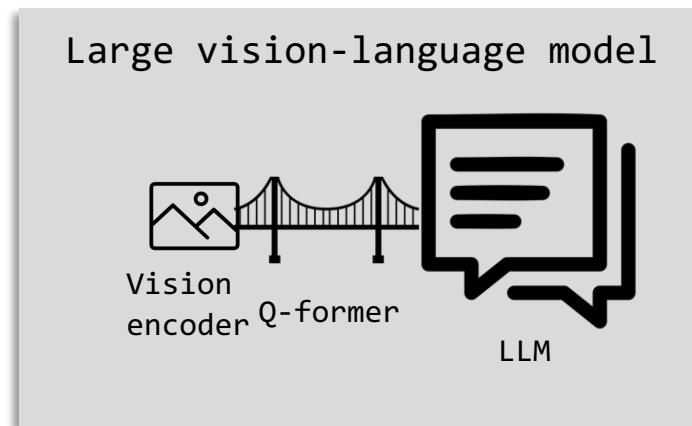 Large vision-language model
Vision
encoder
Q-former
LLM